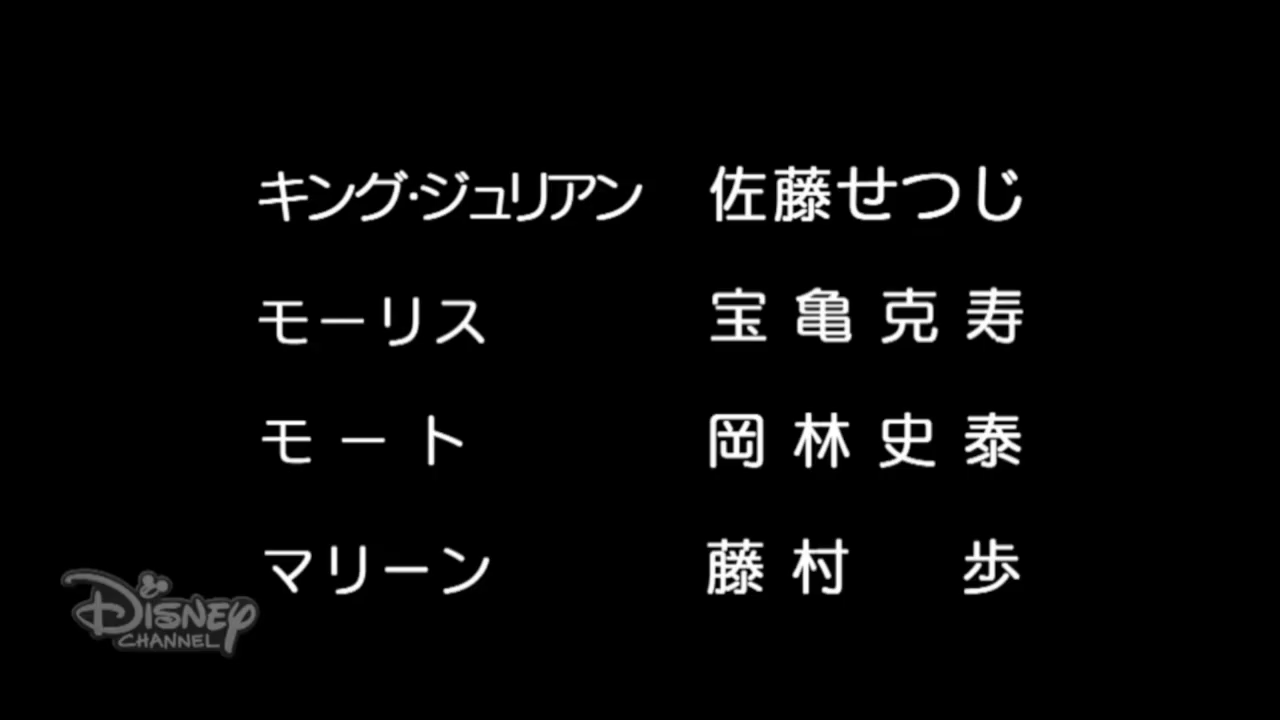 キング・ジュリアン 佐藤せつじ
モーリス 宝亀克寿
モート 岡林史泰
マリーン 藤村 歩
DISNEY
CHANNEL